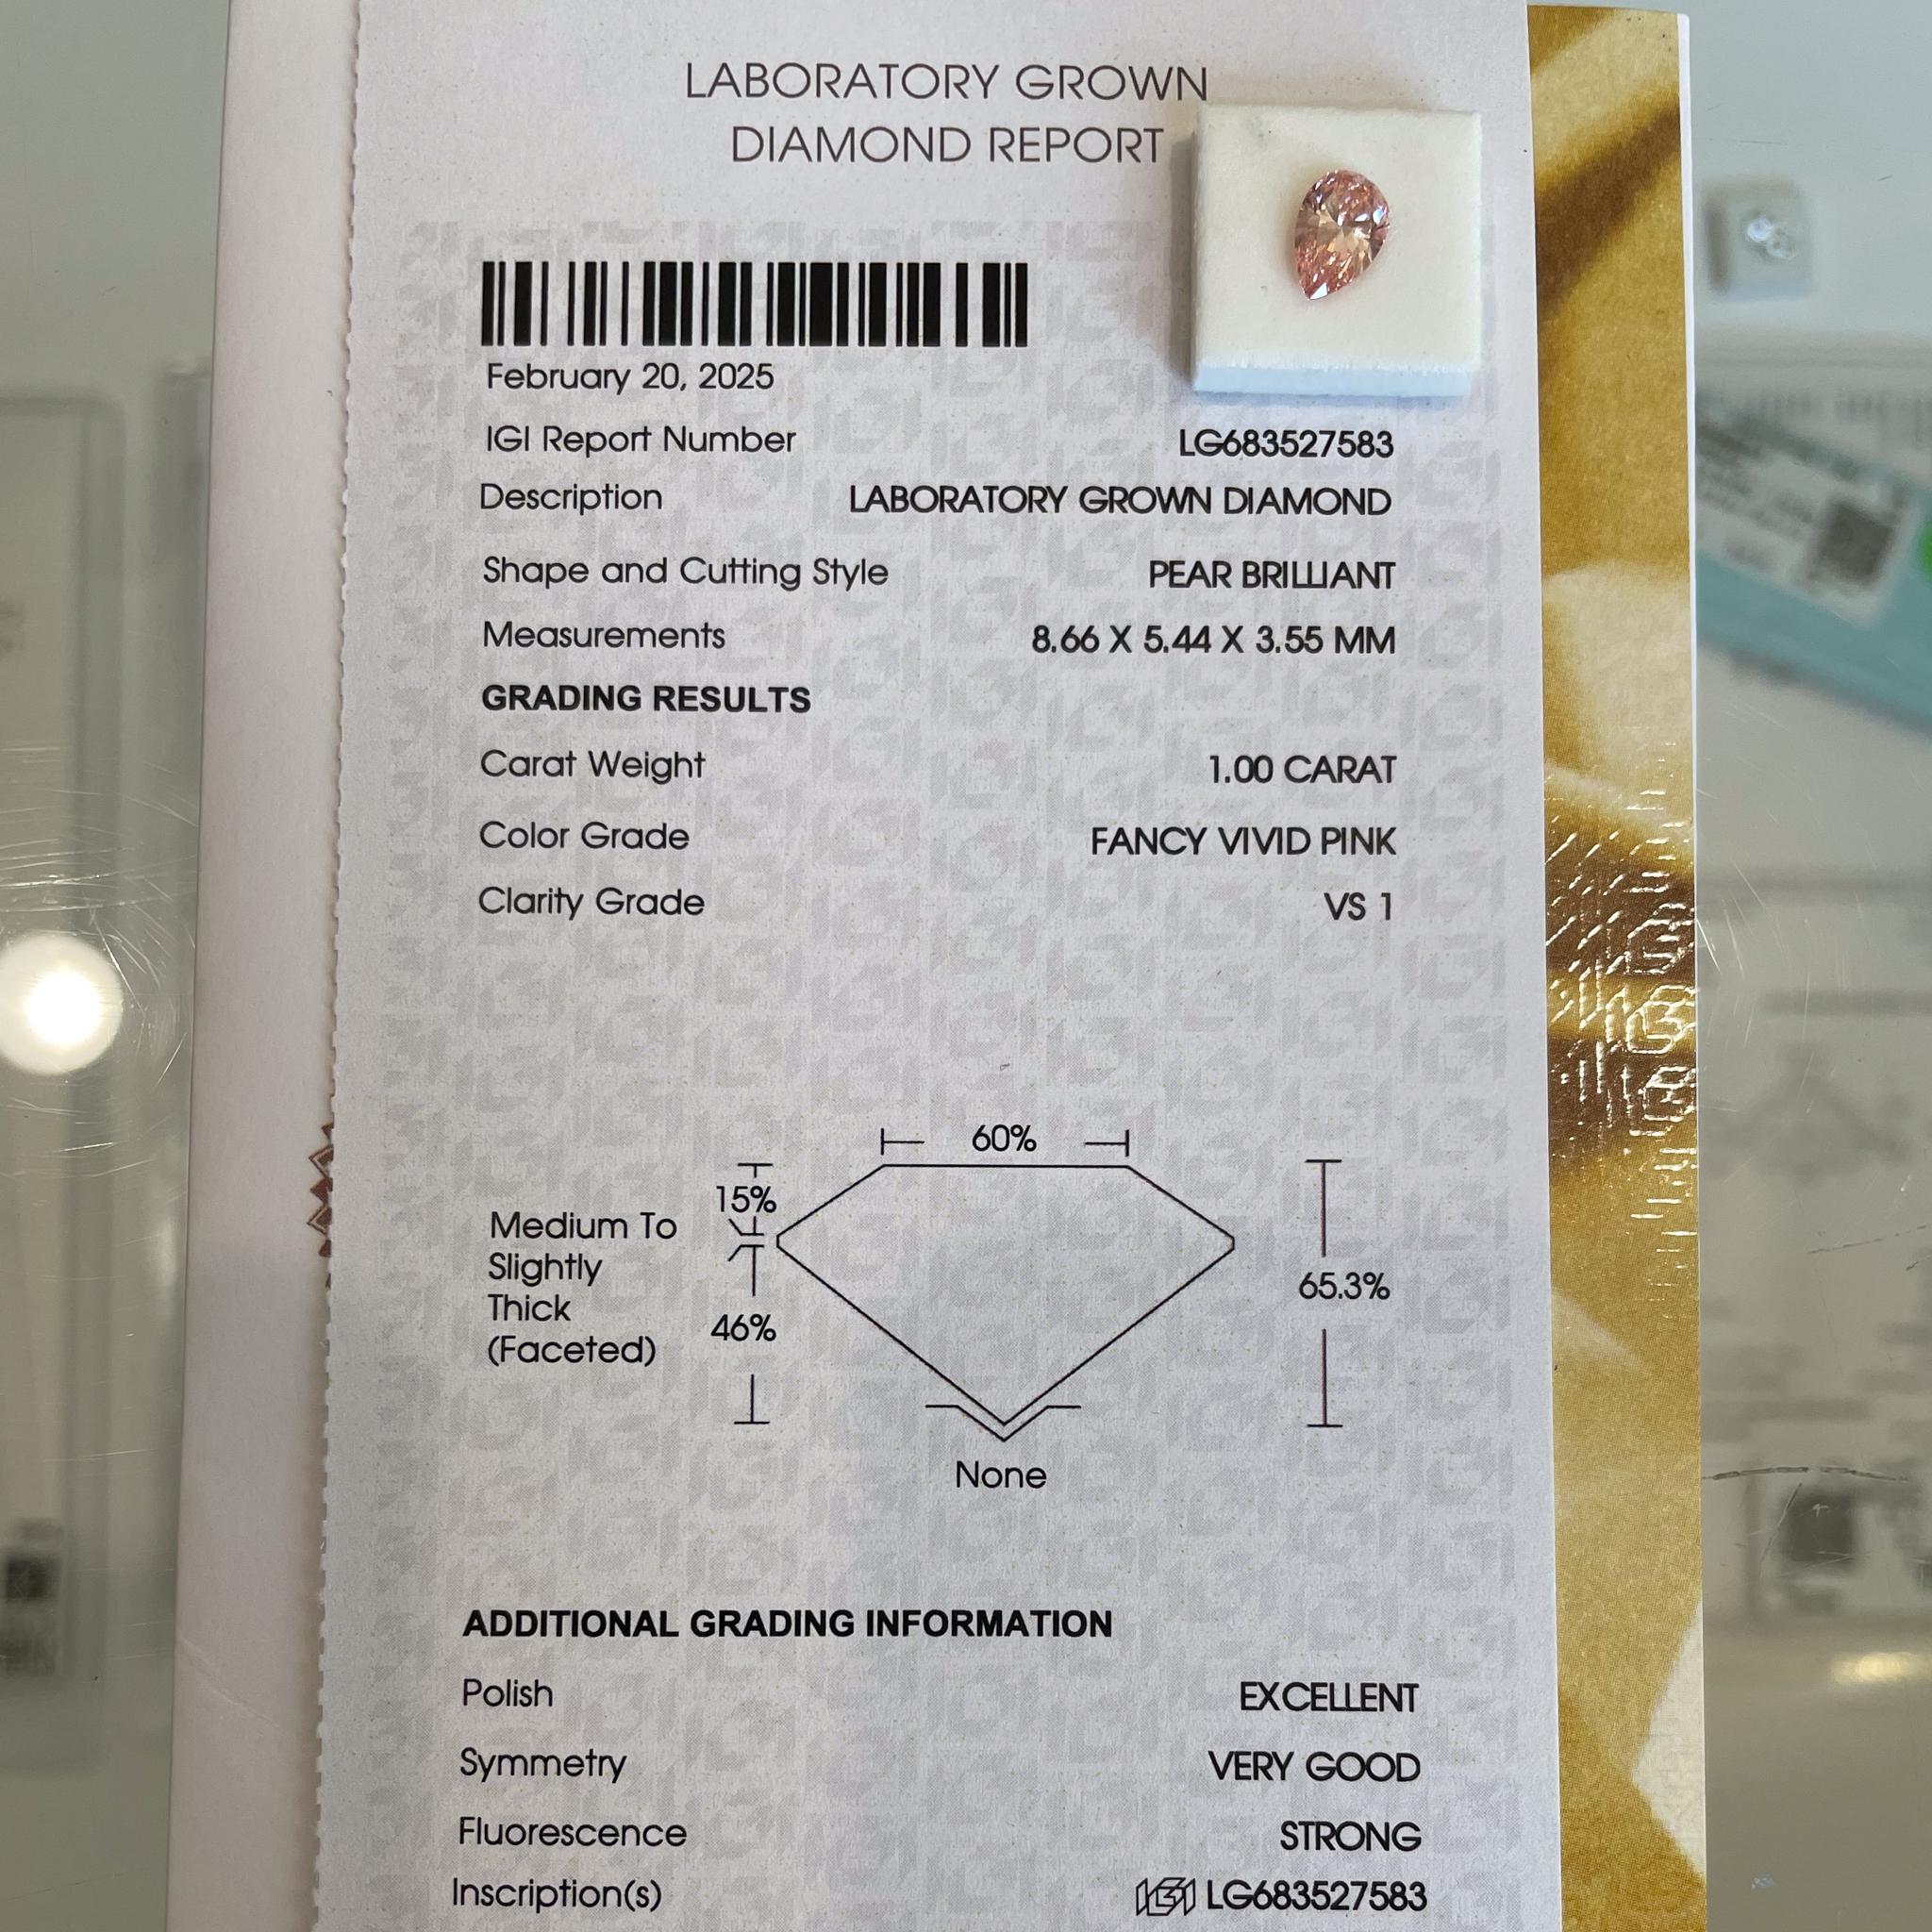 LABORATORY GROWN
DIAMOND REPORT
February 20, 2025
IGI Report Number LG683527583
Description LABORATORY GROWN DIAMOND
Shape and Cutting Style PEAR BRILLIANT
Measurements 8.66 X 5.44 X 3.55 MM
GRADING RESULTS
Carat Weight 1.00 CARAT
Color Grade FANCY VIVID PINK
Clarity Grade VS 1
60%
15%
Medium To
Slightly
Thick
(Faceted)
46%
65.3%
None
ADDITIONAL GRADING INFORMATION
Polish EXCELLENT
Symmetry VERY GOOD
Fluorescence STRONG
Inscription(s) IGI LG683527583